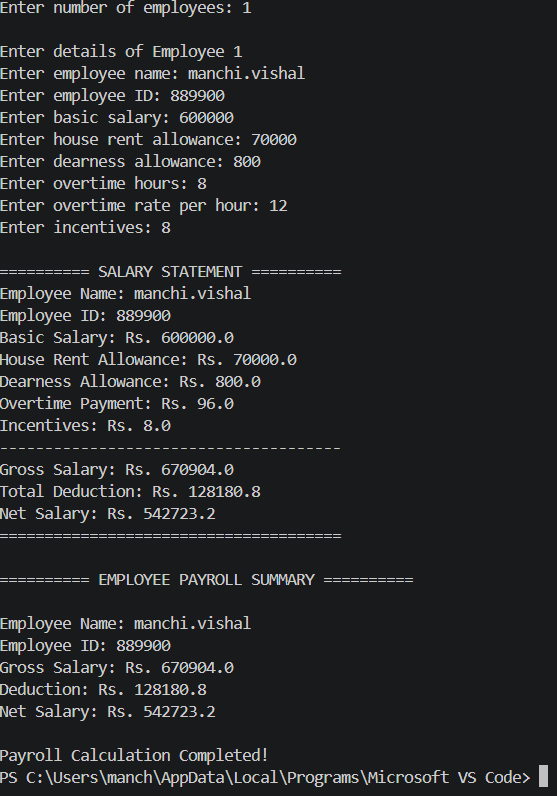 Enter number of employees: 1
Enter details of Employee 1
Enter employee name: manchi.vishal
Enter employee ID: 889900
Enter basic salary: 600000
Enter house rent allowance: 70000
Enter dearness allowance: 800
Enter overtime hours: 8
Enter overtime rate per hour: 12
Enter incentives: 8
========== SALARY STATEMENT ==========
Employee Name: manchi.vishal
Employee ID: 889900
Basic Salary: Rs. 600000.0
House Rent Allowance: Rs. 70000.0
Dearness Allowance: Rs. 800.0
Overtime Payment: Rs. 96.0
Incentives: Rs. 8.0
--------------------------------------
Gross Salary: Rs. 670904.0
Total Deduction: Rs. 128180.8
Net Salary: Rs. 542723.2
======================================
========== EMPLOYEE PAYROLL SUMMARY ==========
Employee Name: manchi.vishal
Employee ID: 889900
Gross Salary: Rs. 670904.0
Deduction: Rs. 128180.8
Net Salary: Rs. 542723.2
Payroll Calculation Completed!
PS C:\Users\manch\AppData\Local\Programs\Microsoft VS Code>